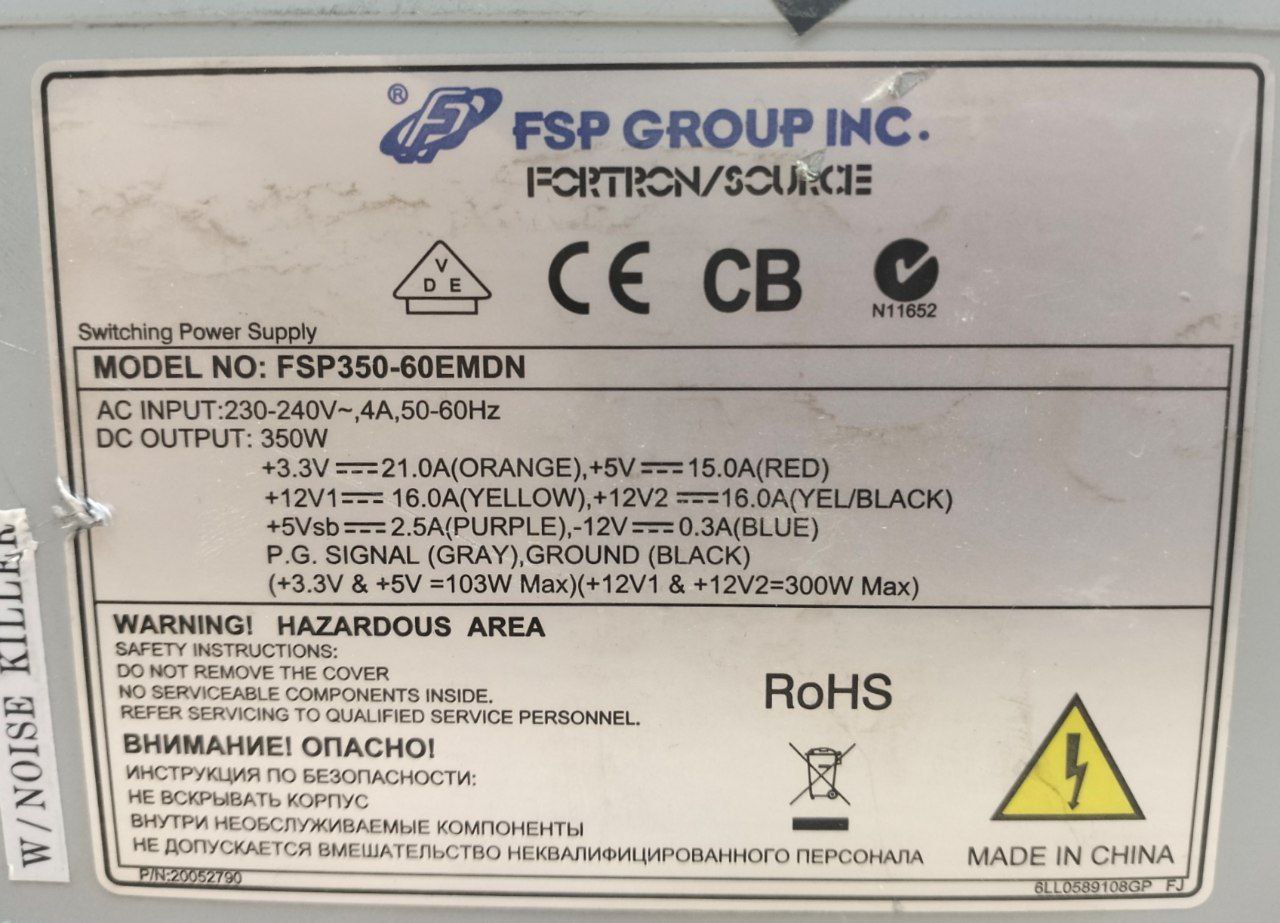 ®
FSP GROUP INC.
FORTRON/SOURCE
VDE
CE CB
N11652
Switching Power Supply
MODEL NO: FSP350-60EMDN
AC INPUT:230-240V~,4A,50-60Hz
DC OUTPUT: 350W
+3.3V ⎓ 21.0A(ORANGE),+5V ⎓ 15.0A(RED)
+12V1 ⎓ 16.0A(YELLOW),+12V2 ⎓ 16.0A(YEL/BLACK)
+5Vsb ⎓ 2.5A(PURPLE),-12V ⎓ 0.3A(BLUE)
P.G. SIGNAL (GRAY),GROUND (BLACK)
(+3.3V & +5V =103W Max)(+12V1 & +12V2=300W Max)
WARNING! HAZARDOUS AREA
SAFETY INSTRUCTIONS:
DO NOT REMOVE THE COVER
NO SERVICEABLE COMPONENTS INSIDE.
REFER SERVICING TO QUALIFIED SERVICE PERSONNEL.
RoHS
ВНИМАНИЕ! ОПАСНО!
ИНСТРУКЦИЯ ПО БЕЗОПАСНОСТИ:
НЕ ВСКРЫВАТЬ КОРПУС
ВНУТРИ НЕОБСЛУЖИВАЕМЫЕ КОМПОНЕНТЫ
НЕ ДОПУСКАЕТСЯ ВМЕШАТЕЛЬСТВО НЕКВАЛИФИЦИРОВАННОГО ПЕРСОНАЛА
MADE IN CHINA
P/N:20052790
6LL0589108GP FJ
W/NOISE KILLER